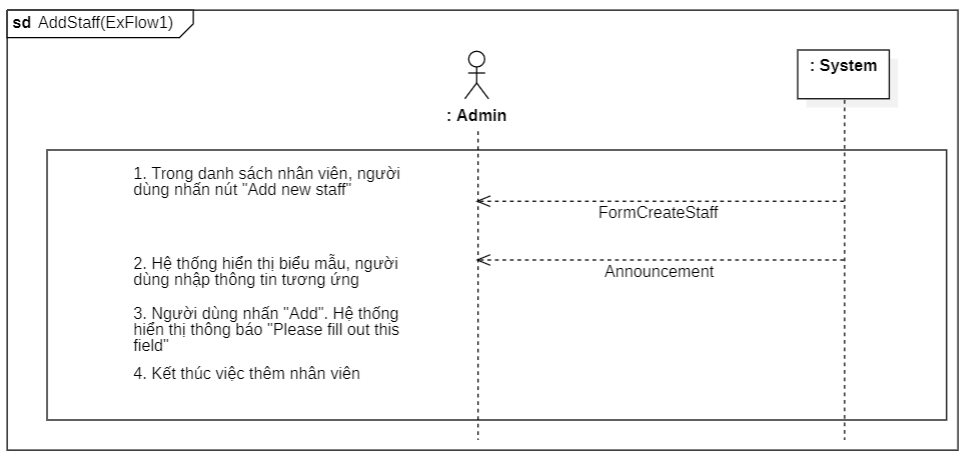 sd AddStaff(ExFlow1)
: System
: Admin
1. Trong danh sách nhân viên, người
dùng nhấn nút "Add new staff"
FormCreateStaff
2. Hệ thống hiển thị biểu mẫu, người
dùng nhập thông tin tương ứng
Announcement
3. Người dùng nhấn "Add". Hệ thống
hiển thị thông báo "Please fill out this
field"
4. Kết thúc việc thêm nhân viên